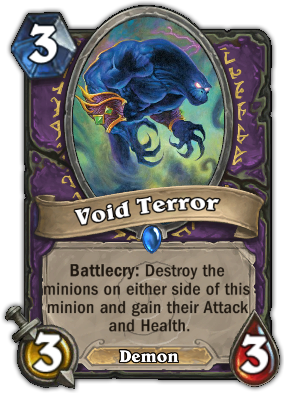 3
Void Terror
Battlecry: Destroy the
minions on either side of this
minion and gain their Attack
and Health.
3
Demon
3